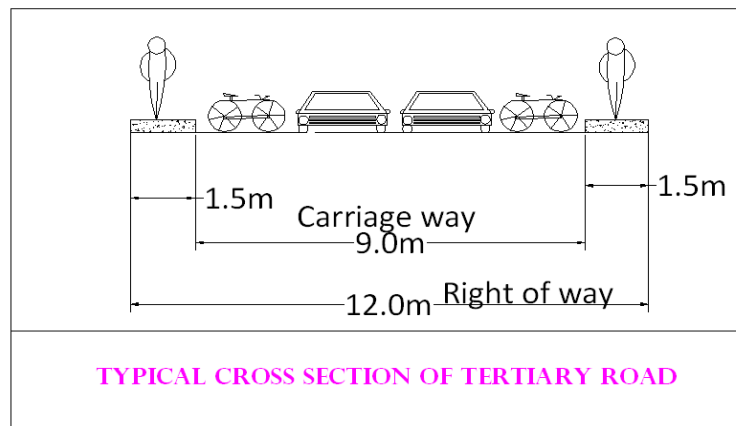 1.5m
1.5m
Carriage way
9.0m
Right of way
12.0m
TYPICAL CROSS SECTION OF TERTIARY ROAD